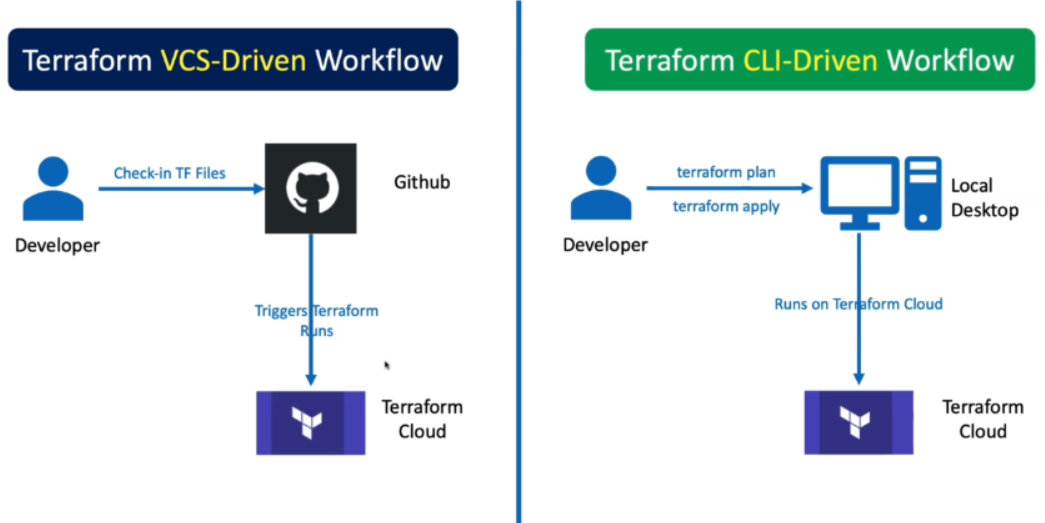 Terraform VCS-Driven Workflow
Check-in TF Files
Github
Developer
Triggers Terraform
Runs
Terraform
Cloud
Terraform CLI-Driven Workflow
terraform plan
terraform apply
Local
Desktop
Developer
Runs on Terraform Cloud
Terraform
Cloud